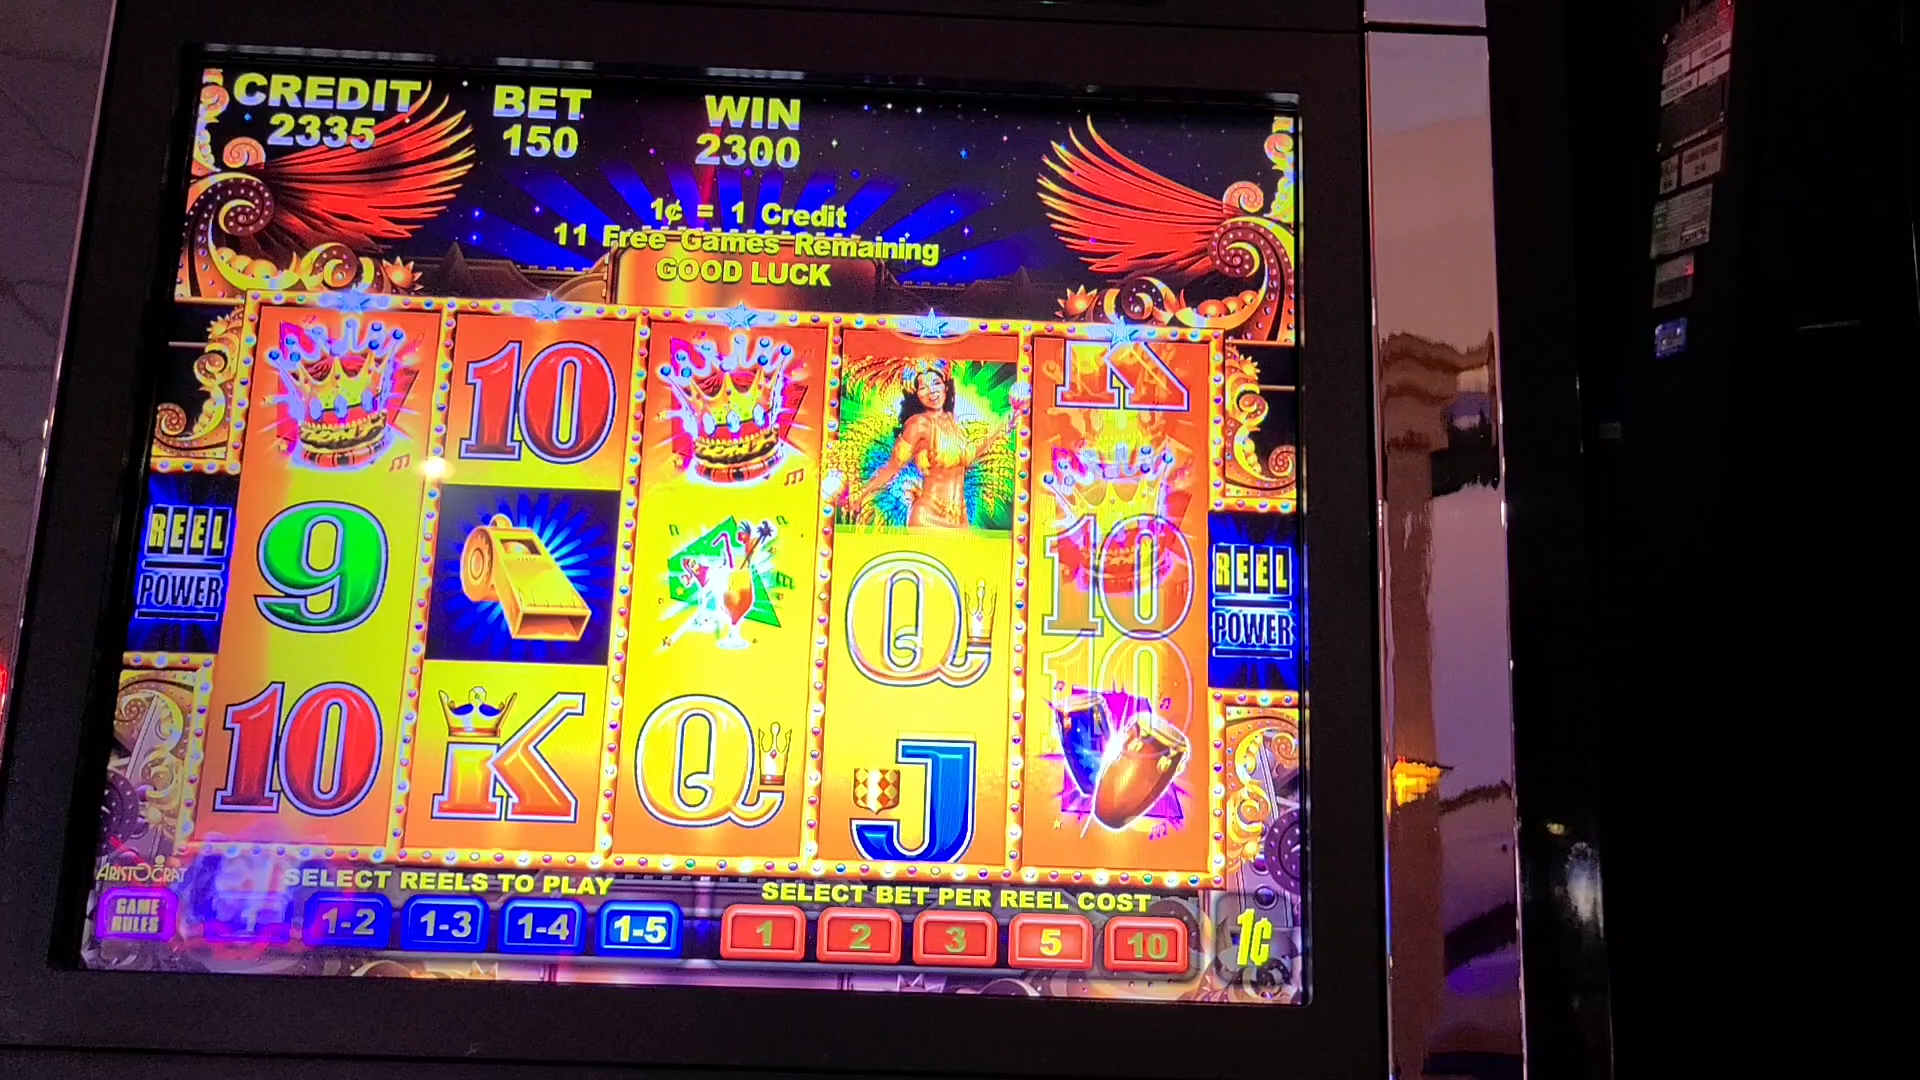 CREDIT BET WIN
2335 150 2300
1¢ = 1 Credit
11 Free Games Remaining
GOOD LUCK
10 K
9 10
Q 10
10 K Q J
REEL POWER
REEL POWER
ARISTOCRAT
SELECT REELS TO PLAY
SELECT BET PER REEL COST
GAME RULES
1 1-2 1-3 1-4 1-5
1 2 3 5 10
1¢